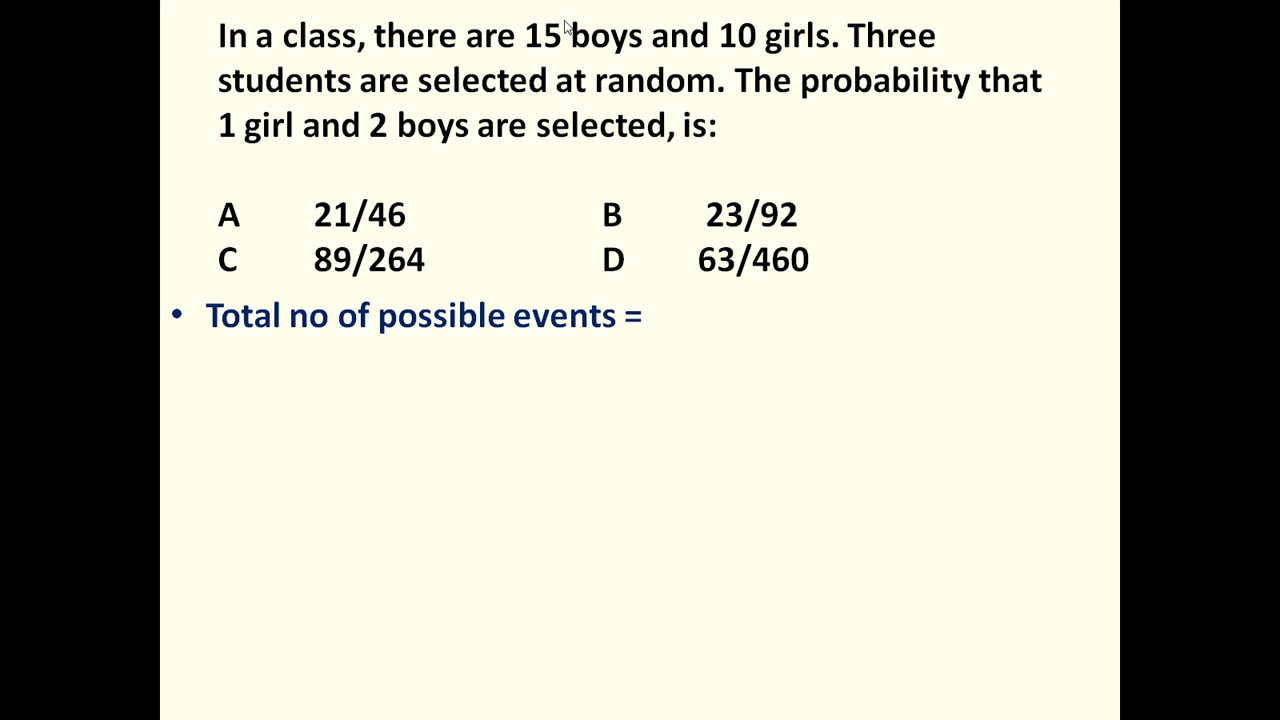 In a class, there are 15 boys and 10 girls. Three
students are selected at random. The probability that
1 girl and 2 boys are selected, is:
A 21/46 B 23/92
C 89/264 D 63/460
• Total no of possible events =